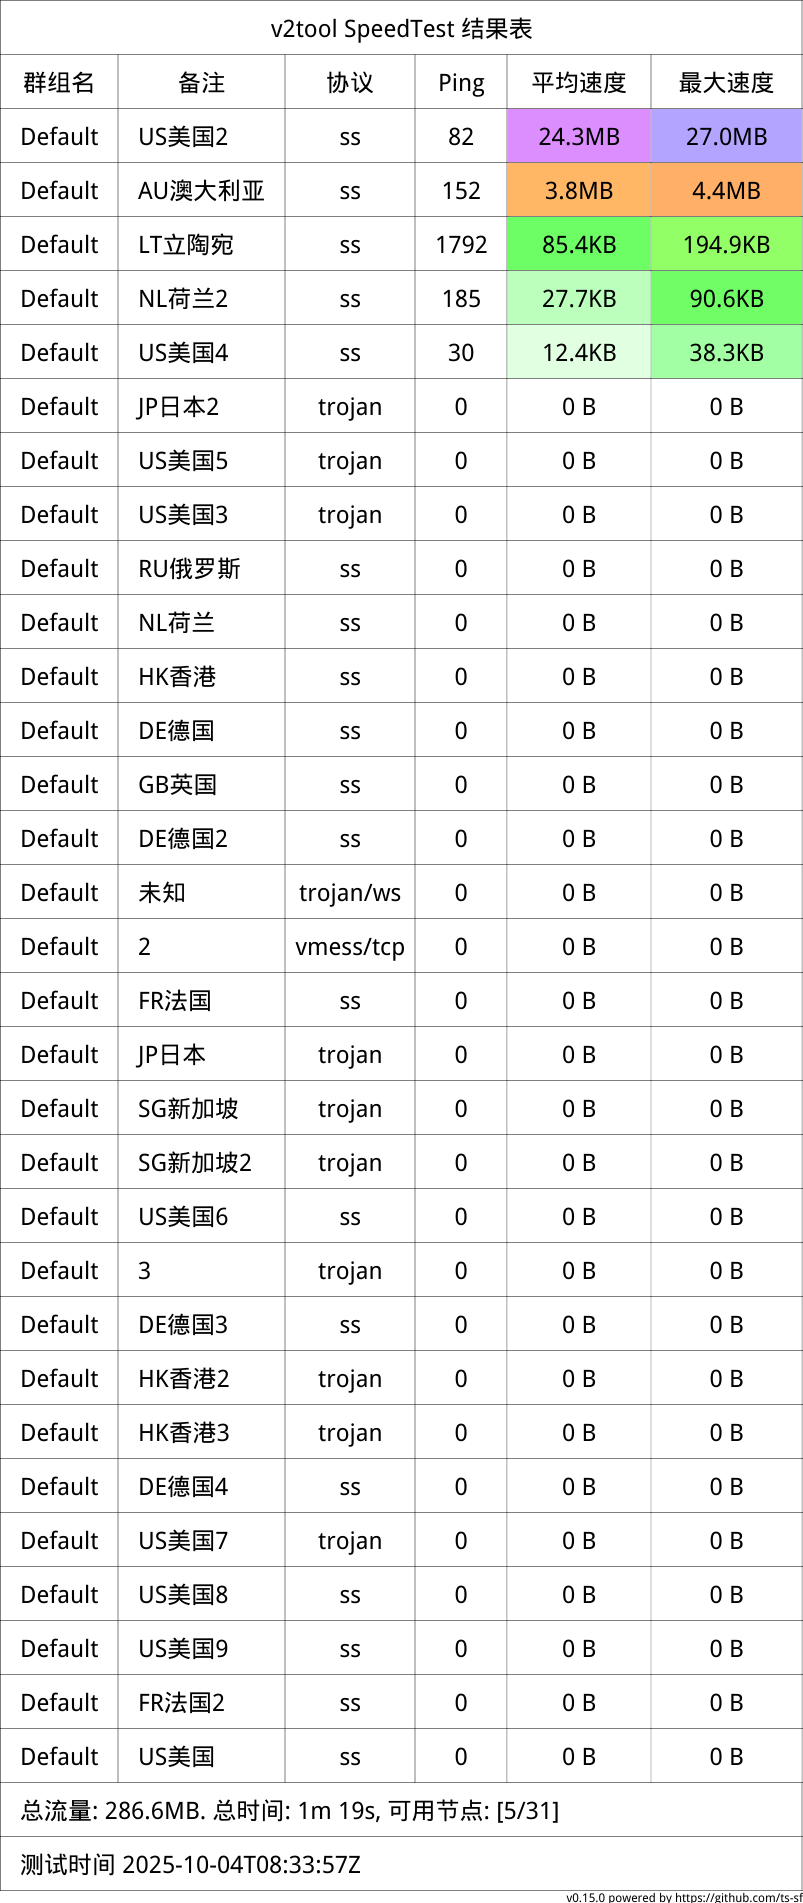 v2tool SpeedTest 结果表
群组名 备注 协议 Ping 平均速度 最大速度
Default US美国2 ss 82 24.3MB 27.0MB
Default AU澳大利亚 ss 152 3.8MB 4.4MB
Default LT立陶宛 ss 1792 85.4KB 194.9KB
Default NL荷兰2 ss 185 27.7KB 90.6KB
Default US美国4 ss 30 12.4KB 38.3KB
Default JP日本2 trojan 0 0 B 0 B
Default US美国5 trojan 0 0 B 0 B
Default US美国3 trojan 0 0 B 0 B
Default RU俄罗斯 ss 0 0 B 0 B
Default NL荷兰 ss 0 0 B 0 B
Default HK香港 ss 0 0 B 0 B
Default DE德国 ss 0 0 B 0 B
Default GB英国 ss 0 0 B 0 B
Default DE德国2 ss 0 0 B 0 B
Default 未知 trojan/ws 0 0 B 0 B
Default 2 vmess/tcp 0 0 B 0 B
Default FR法国 ss 0 0 B 0 B
Default JP日本 trojan 0 0 B 0 B
Default SG新加坡 trojan 0 0 B 0 B
Default SG新加坡2 trojan 0 0 B 0 B
Default US美国6 ss 0 0 B 0 B
Default 3 trojan 0 0 B 0 B
Default DE德国3 ss 0 0 B 0 B
Default HK香港2 trojan 0 0 B 0 B
Default HK香港3 trojan 0 0 B 0 B
Default DE德国4 ss 0 0 B 0 B
Default US美国7 trojan 0 0 B 0 B
Default US美国8 ss 0 0 B 0 B
Default US美国9 ss 0 0 B 0 B
Default FR法国2 ss 0 0 B 0 B
Default US美国 ss 0 0 B 0 B
总流量: 286.6MB. 总时间: 1m 19s, 可用节点: [5/31]
测试时间 2025-10-04T08:33:57Z
v0.15.0 powered by https://github.com/ts-sf